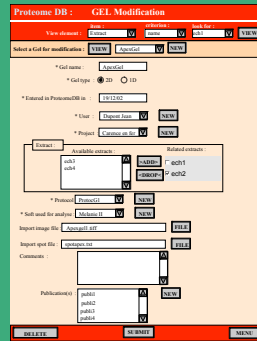 Proteome DB : GEL Modification
item : criterion : look for :
View element : Extract name ech1 VIEW
Select a Gel for modification : VIEW ApexGel NEW
* Gel name : ApexGel
* Gel type : 2D 1D
* Entered in ProteomeDB in : 19/12/02
* User : Dupont Jean NEW
* Project Carence en fer NEW
Extract :
Available extracts : Related extracts :
ech3
ech4
=ADD> ech1
<DROP= ech2
* Protocol ProtocG1 NEW
* Soft used for analyse Melanie II NEW
Import image file : Apexgel1.tiff FILE
Import spot file : spotapex.txt FILE
Comments :
Publication(s) : publi1 NEW
publi2
publi3
publi4
DELETE SUBMIT MENU